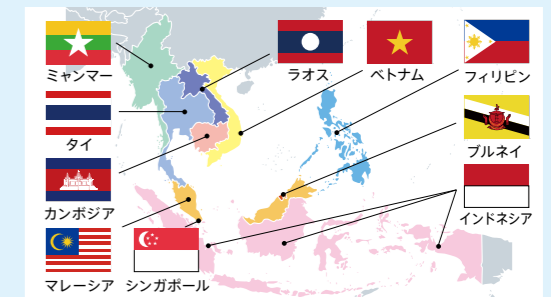 ミャンマー
ラオス
ベトナム
フィリピン
タイ
ブルネイ
カンボジア
インドネシア
マレーシア
シンガポール